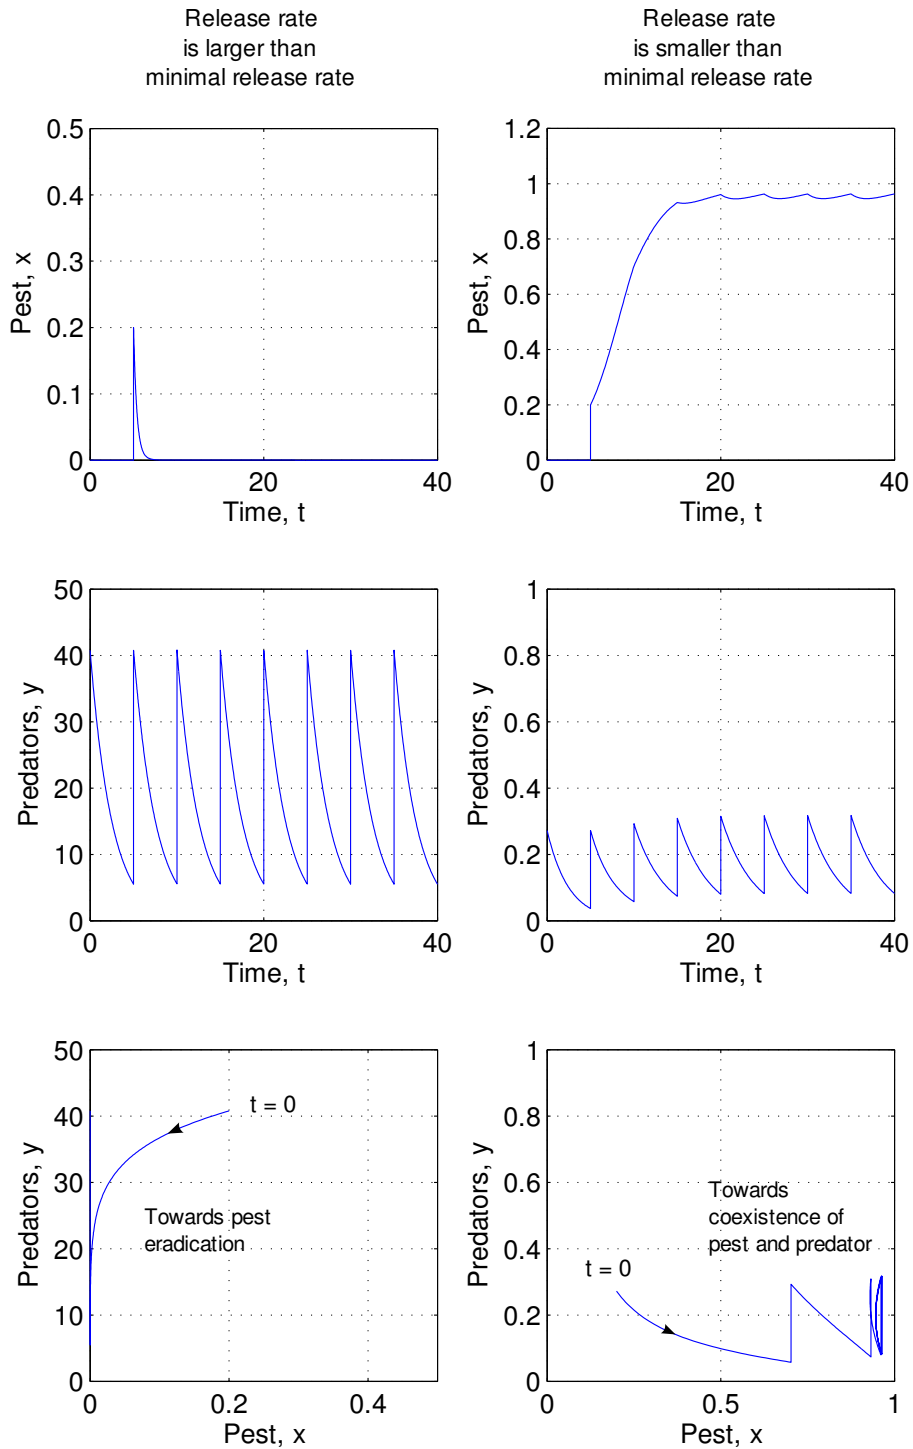 Release rate
is larger than
minimal release rate
Release rate
is smaller than
minimal release rate
0.5
0.4
0.3
0.2
0.1
0
Pest, x
0 20 40
Time, t
1.2
1
0.8
0.6
0.4
0.2
0
Pest, x
0 20 40
Time, t
50
40
30
20
10
0
Predators, y
0 20 40
Time, t
1
0.8
0.6
0.4
0.2
0
Predators, y
0 20 40
Time, t
50
40
30
20
10
0
Predators, y
t = 0
Towards pest
eradication
0 0.2 0.4
Pest, x
1
0.8
0.6
0.4
0.2
0
Predators, y
Towards
coexistence of
pest and predator
t = 0
0 0.5 1
Pest, x